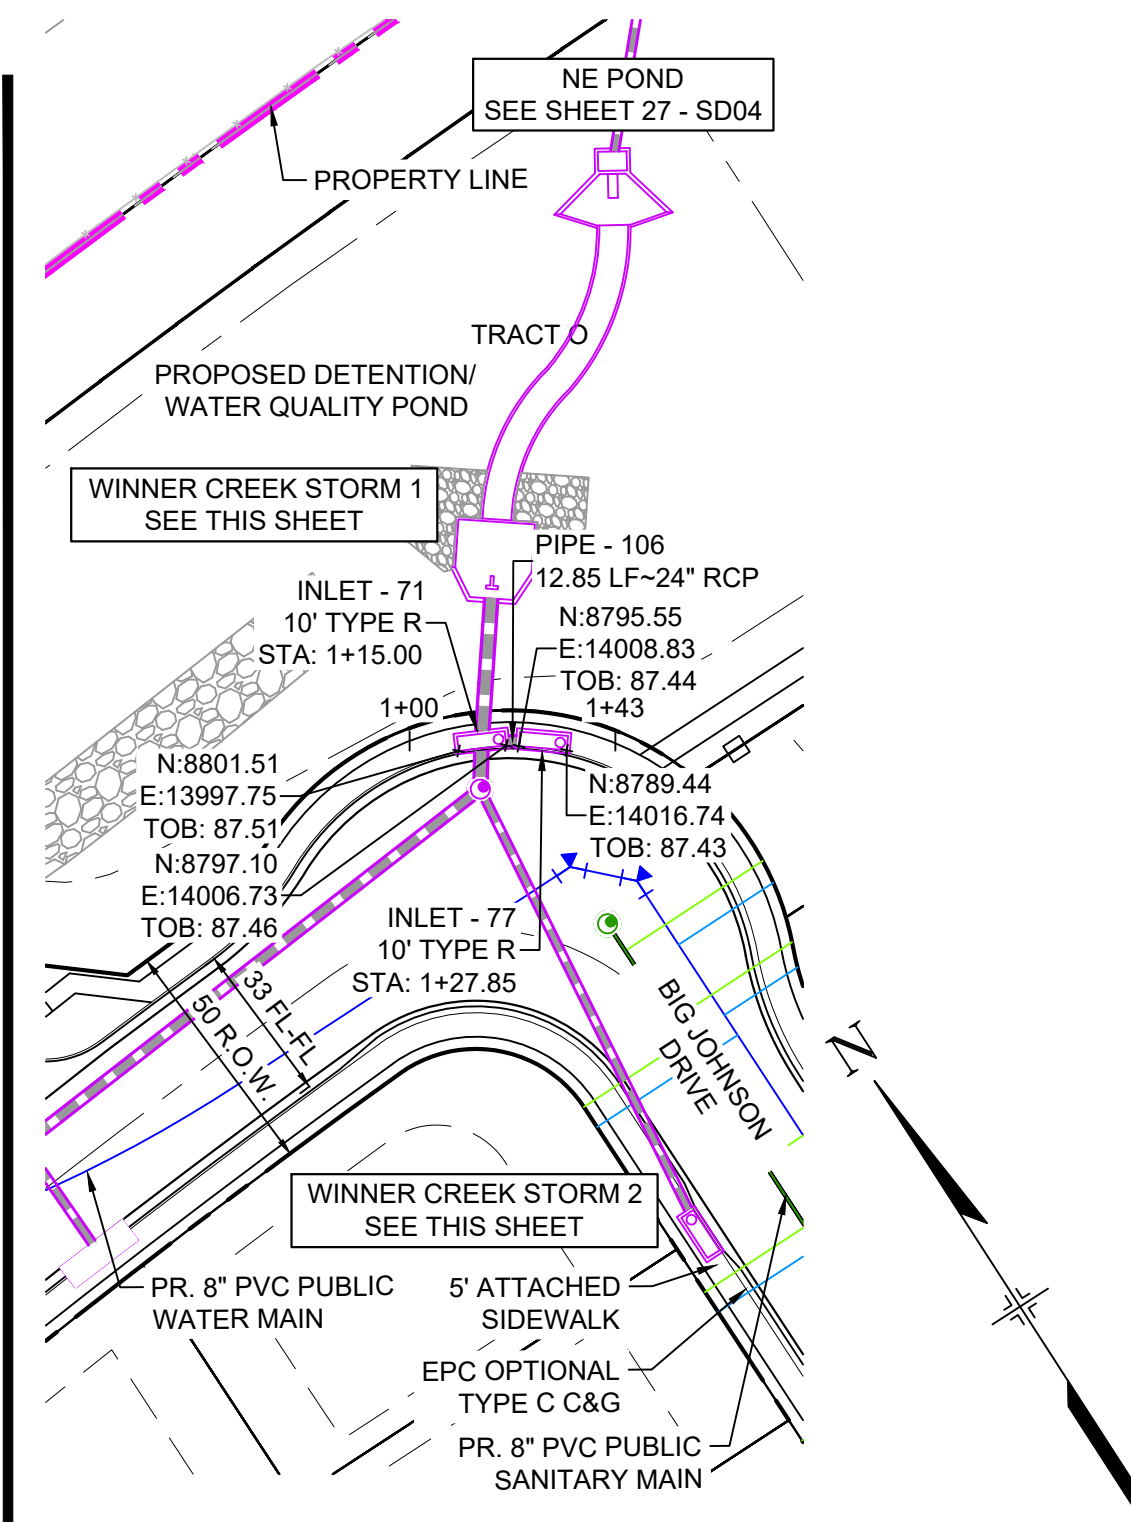 NE POND
SEE SHEET 27 - SD04
PROPERTY LINE
TRACT O
PROPOSED DETENTION/
WATER QUALITY POND
WINNER CREEK STORM 1
SEE THIS SHEET
PIPE - 106
12.85 LF~24" RCP
INLET - 71
10' TYPE R
STA: 1+15.00
N:8795.55
E:14008.83
TOB: 87.44
1+00
1+43
N:8801.51
E:13997.75
TOB: 87.51
N:8789.44
E:14016.74
TOB: 87.43
N:8797.10
E:14006.73
TOB: 87.46
INLET - 77
10' TYPE R
STA: 1+27.85
33 FL-FL
50 R.O.W.
BIG JOHNSON
DRIVE
N
WINNER CREEK STORM 2
SEE THIS SHEET
PR. 8" PVC PUBLIC
WATER MAIN
5' ATTACHED
SIDEWALK
EPC OPTIONAL
TYPE C C&G
PR. 8" PVC PUBLIC
SANITARY MAIN